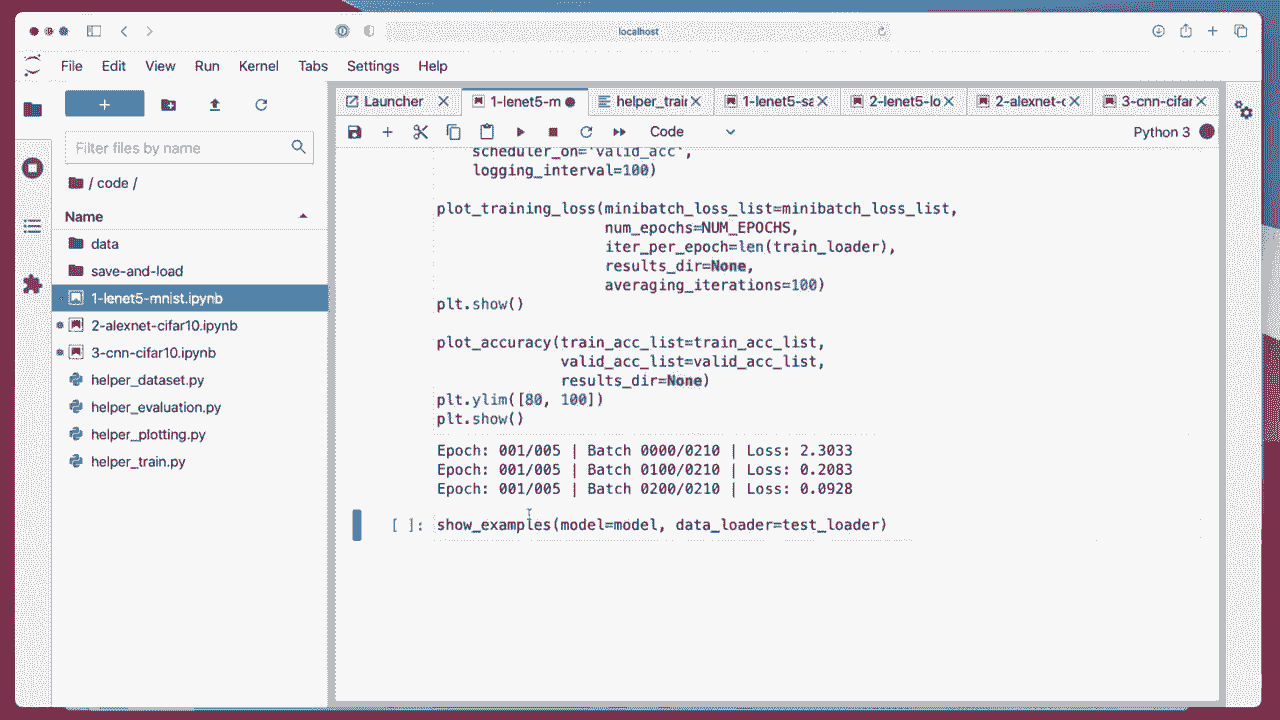 localhost
File Edit View Run Kernel Tabs Settings Help
Launcher
1-lenet5-m
helper_trair
1-lenet5-sa
2-lenet5-lo
2-alexnet-c
3-cnn-cifar
Code
Python 3
Filter files by name
/ code /
Name
data
save-and-load
1-lenet5-mnist.ipynb
2-alexnet-cifar10.ipynb
3-cnn-cifar10.ipynb
helper_dataset.py
helper_evaluation.py
helper_plotting.py
helper_train.py
scheduler_on='valid_acc',
logging_interval=100)
plot_training_loss(minibatch_loss_list=minibatch_loss_list,
num_epochs=NUM_EPOCHS,
iter_per_epoch=len(train_loader),
results_dir=None,
averaging_iterations=100)
plt.show()
plot_accuracy(train_acc_list=train_acc_list,
valid_acc_list=valid_acc_list,
results_dir=None)
plt.ylim([80, 100])
plt.show()
Epoch: 001/005 | Batch 0000/0210 | Loss: 2.3033
Epoch: 001/005 | Batch 0100/0210 | Loss: 0.2083
Epoch: 001/005 | Batch 0200/0210 | Loss: 0.0928
[ ]: show_examples(model=model, data_loader=test_loader)